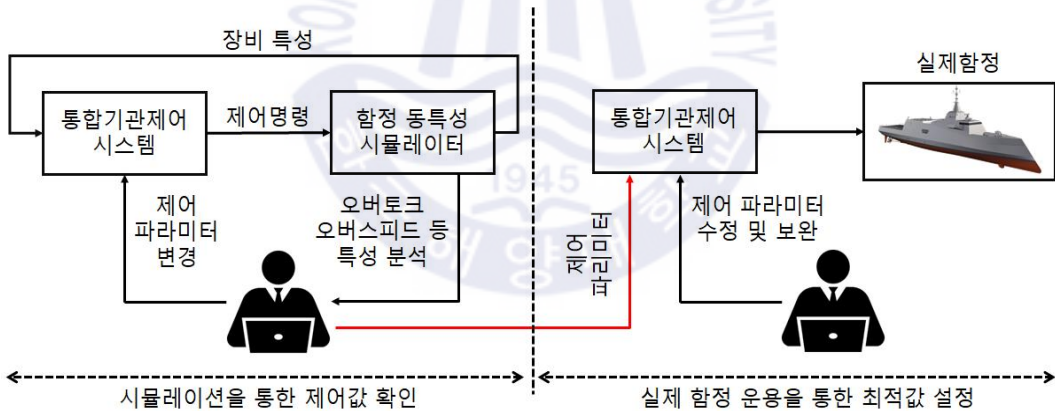 장비 특성
통합기관제어
시스템
제어명령
함정 동특성
시뮬레이터
제어
파라미터
변경
오버토크
오버스피드 등
특성 분석
시뮬레이션을 통한 제어값 확인
제어
파리미터
통합기관제어
시스템
실제함정
제어 파라미터
수정 및 보완
실제 함정 운용을 통한 최적값 설정
1945